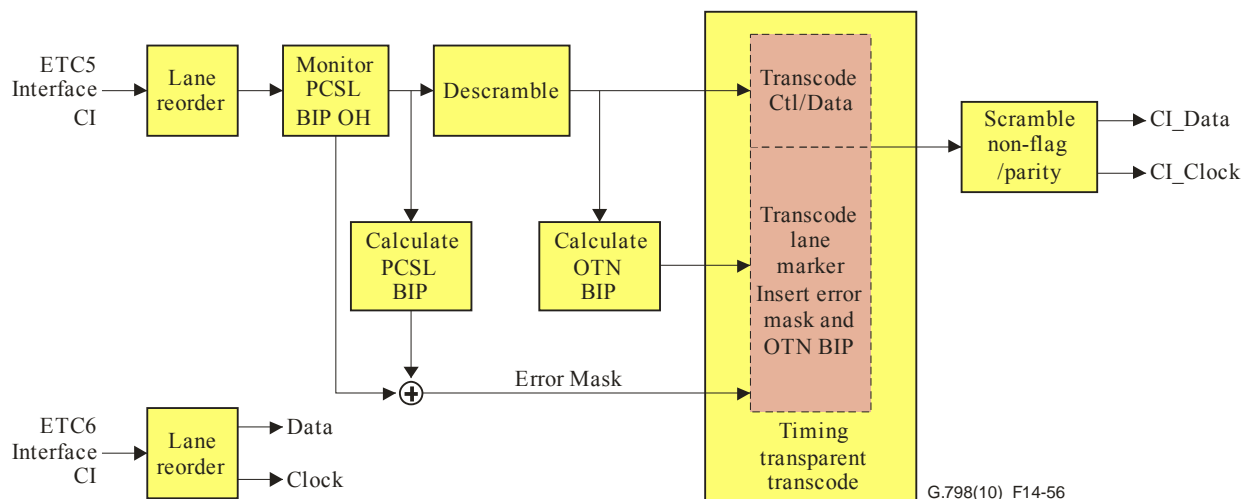 ETC5
Interface
CI
Lane
reorder
Monitor
PCSL
BIP OH
Descramble
Transcode
Ctl/Data
Scramble
non-flag
/parity
CI_Data
CI_Clock
Calculate
PCSL
BIP
Calculate
OTN
BIP
Transcode
lane
marker
Insert error
mask and
OTN BIP
Error Mask
ETC6
Interface
CI
Lane
reorder
Data
Clock
Timing
transparent
transcode
G.798(10)_F14-56